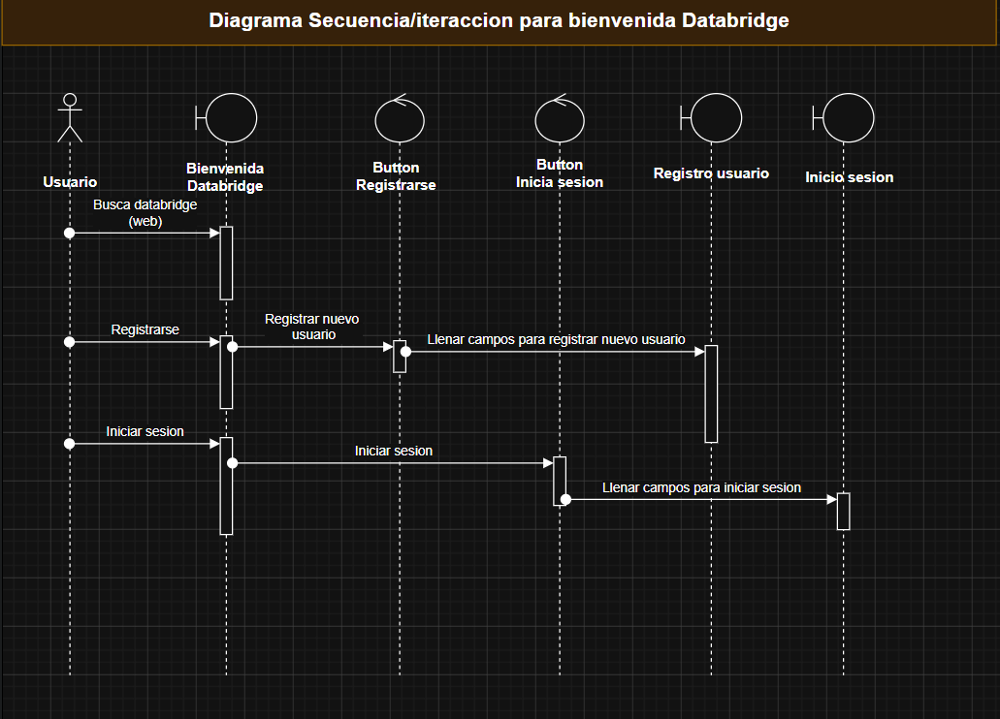 Diagrama Secuencia/iteraccion para bienvenida Databridge
Usuario
Bienvenida
Databridge
Button
Registrarse
Button
Inicia sesion
Registro usuario
Inicio sesion
Busca databridge
(web)
Registrarse
Registrar nuevo
usuario
Llenar campos para registrar nuevo usuario
Iniciar sesion
Iniciar sesion
Llenar campos para iniciar sesion